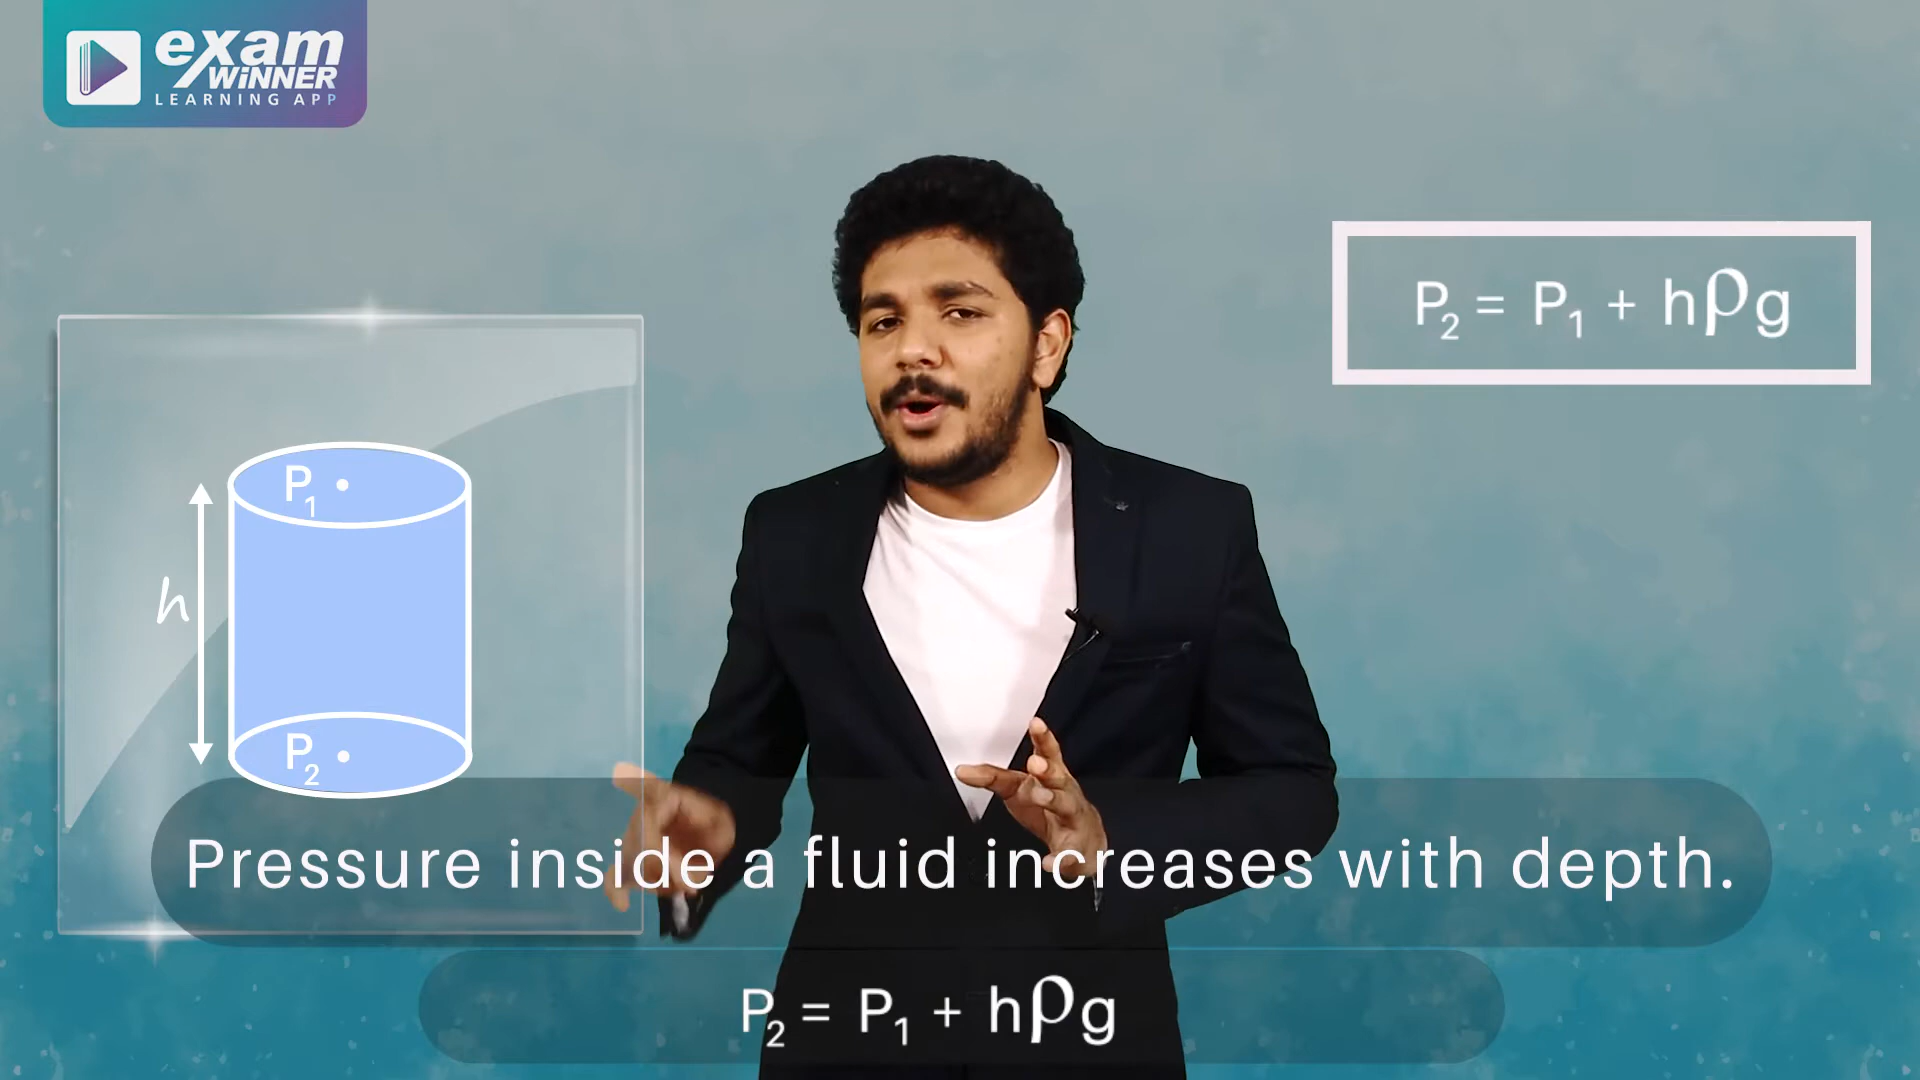 exam
WiNNER
LEARNING APP
P₂ = P₁ + hρg
P₁
h
P₂
Pressure inside a fluid increases with depth.
P₂ = P₁ + hρg